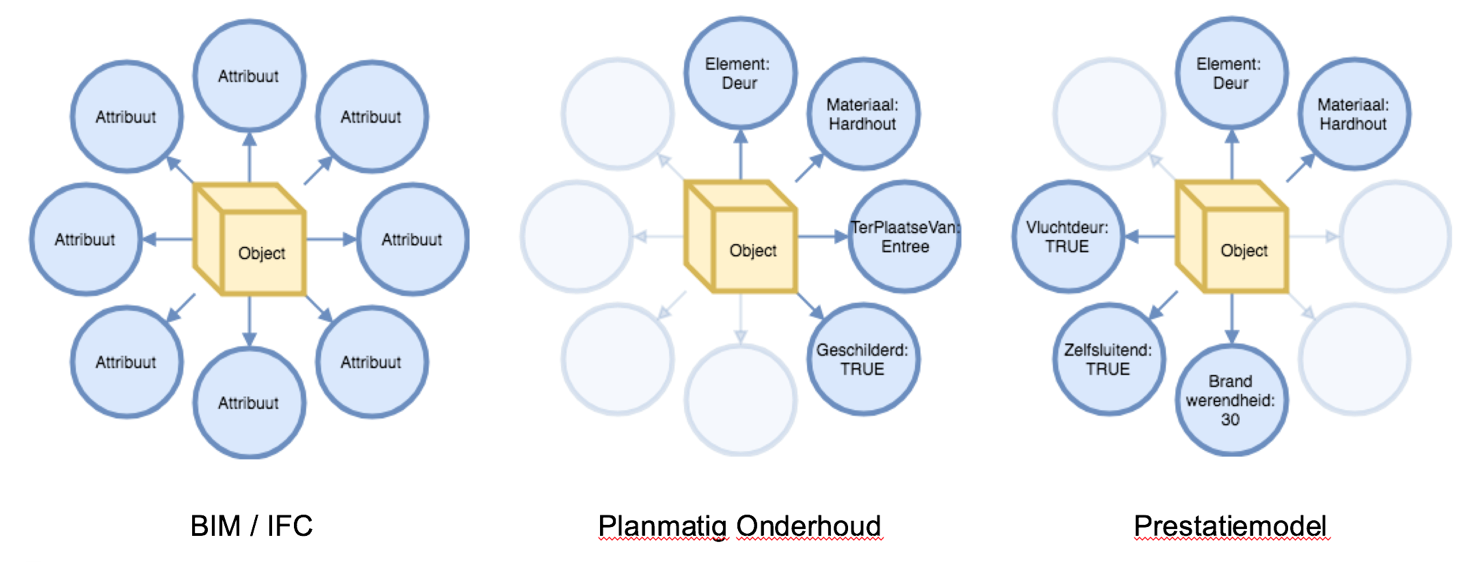 Attribuut
Attribuut
Attribuut
Attribuut
Object
Attribuut
Attribuut
Attribuut
Attribuut
BIM / IFC
Element:
Deur
Materiaal:
Hardhout
TerPlaatseVan:
Entree
Object
Geschilderd:
TRUE
Planmatig Onderhoud
Element:
Deur
Materiaal:
Hardhout
Vluchtdeur:
TRUE
Object
Zelfsluitend:
TRUE
Brand
werendheid:
30
Prestatiemodel